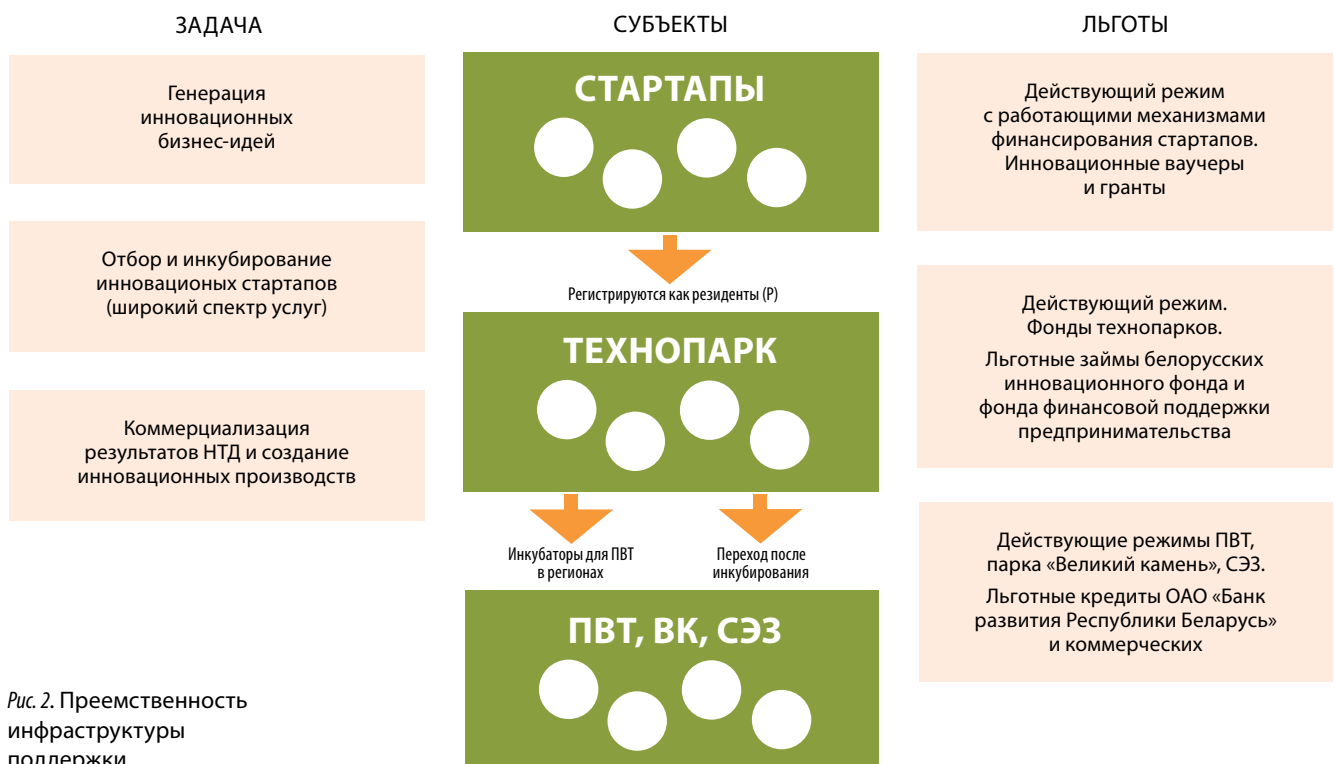 ЗАДАЧА
Генерация
инновационных
бизнес-идей
Отбор и инкубирование
инновационых стартапов
(широкий спектр услуг)
Коммерциализация
результатов НТД и создание
инновационных производств
СУБЪЕКТЫ
СТАРТАПЫ
Регистрируются как резиденты (Р)
ТЕХНОПАРК
Инкубаторы для ПВТ
в регионах
Переход после
инкубирования
ПВТ, ВК, СЭЗ
ЛЬГОТЫ
Действующий режим
с работающими механизмами
финансирования стартапов.
Инновационные ваучеры
и гранты
Действующий режим.
Фонды технопарков.
Льготные займы белорусских
инновационного фонда и
фонда финансовой поддержки
предпринимательства
Действующие режимы ПВТ,
парка «Великий камень», СЭЗ.
Льготные кредиты ОАО «Банк
развития Республики Беларусь»
и коммерческих
Рис. 2. Преемственность
инфраструктуры
поддержки